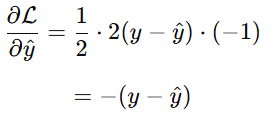 ∂ℒ/∂ŷ = 1/2 · 2(y − ŷ) · (−1)
= −(y − ŷ)